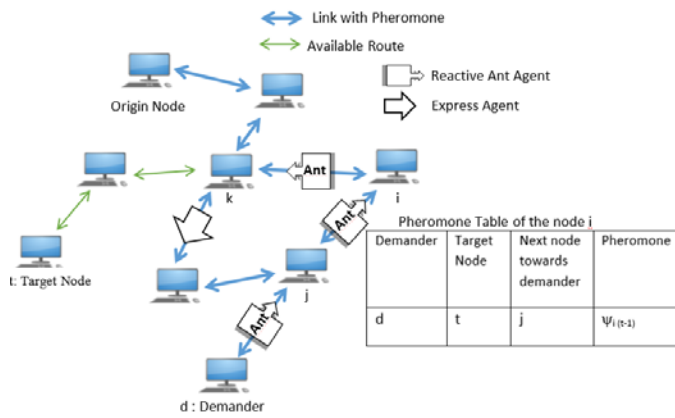 Link with Pheromone
Available Route
Reactive Ant Agent
Express Agent
Origin Node
Ant
k
i
Ant
t: Target Node
j
Ant
d : Demander
Pheromone Table of the node i
Demander
Target
Node
Next node
towards
demander
Pheromone
d
t
j
ψi (t-1)